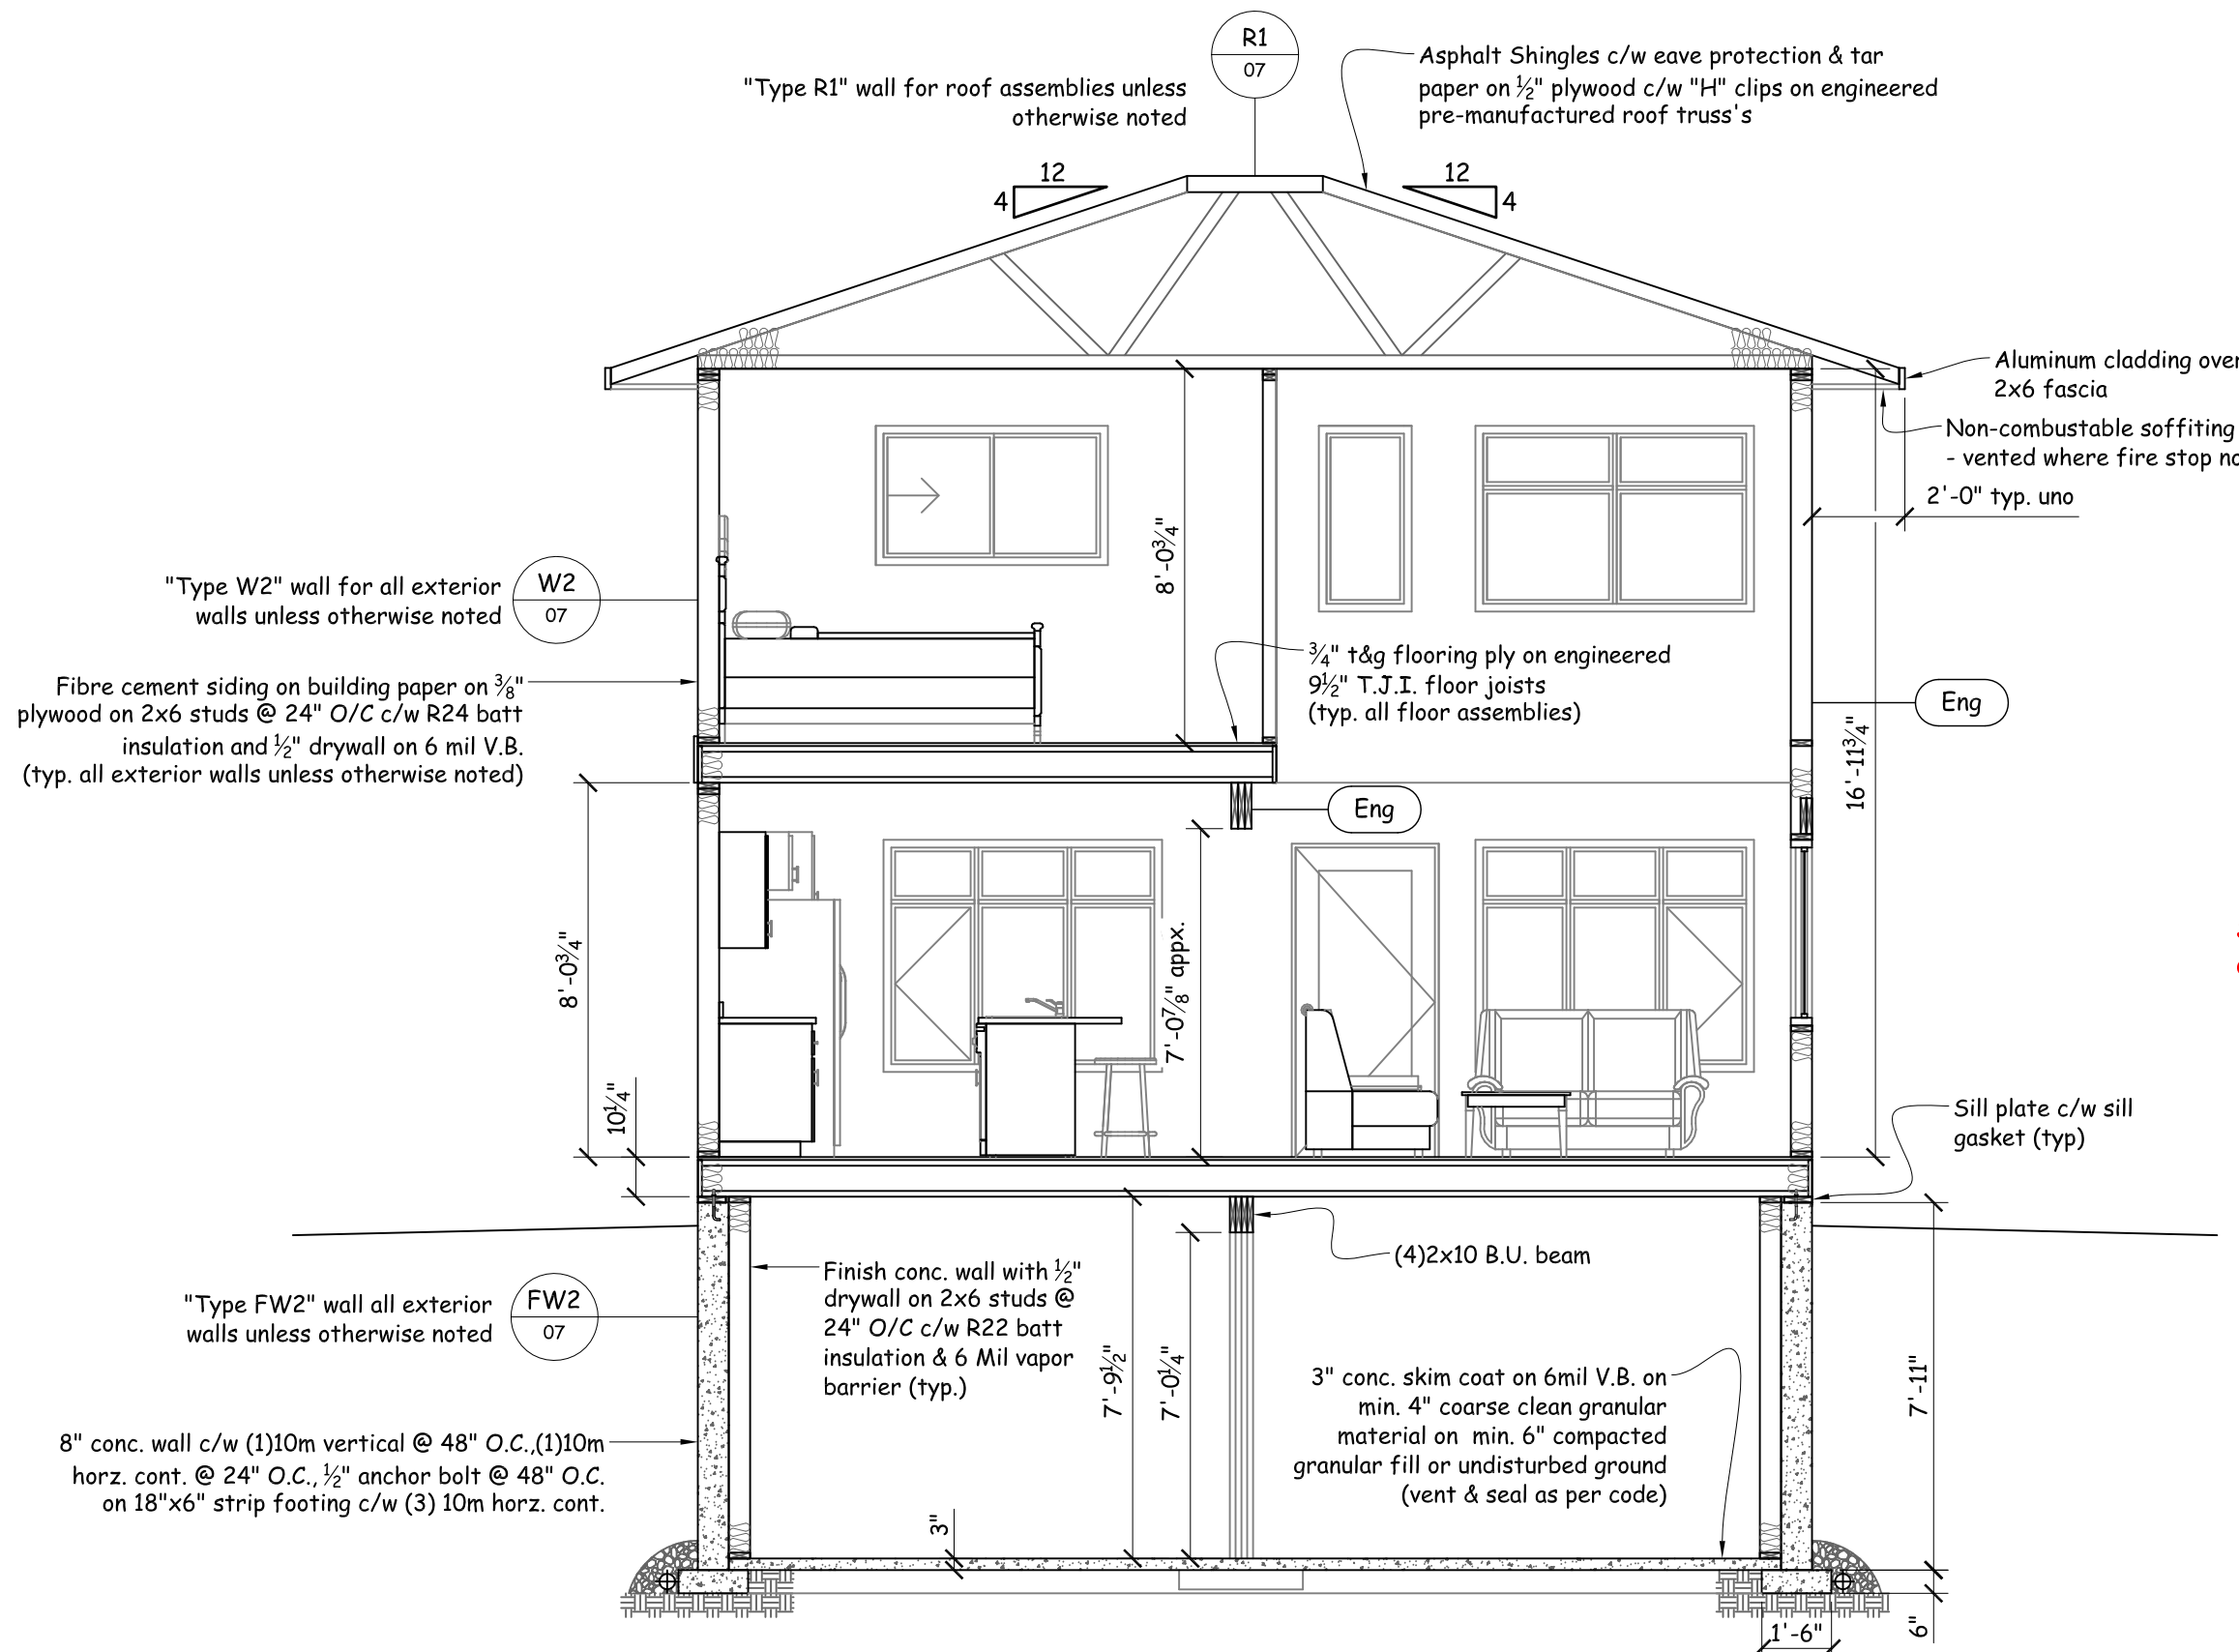 R1
07
"Type R1" wall for roof assemblies unless
otherwise noted
Asphalt Shingles c/w eave protection & tar
paper on ½" plywood c/w "H" clips on engineered
pre-manufactured roof truss's
12
4
12
4
Aluminum cladding over
2x6 fascia
Non-combustable soffiting
- vented where fire stop
2'-0" typ. uno
8'-0¾"
"Type W2" wall for all exterior
walls unless otherwise noted
W2
07
Fibre cement siding on building paper on ⅜"
plywood on 2x6 studs @ 24" O/C c/w R24 batt
insulation and ½" drywall on 6 mil V.B.
(typ. all exterior walls unless otherwise noted)
¾" t&g flooring ply on engineered
9½" T.J.I. floor joists
(typ. all floor assemblies)
Eng
16'-11¾"
Eng
8'-0¾"
7'-0⅞" appx.
10¼"
Sill plate c/w sill
gasket (typ)
(4)2x10 B.U. beam
Finish conc. wall with ½"
drywall on 2x6 studs @
24" O/C c/w R22 batt
insulation & 6 Mil vapor
barrier (typ.)
"Type FW2" wall all exterior
walls unless otherwise noted
FW2
07
7'-9½"
7'-0¼"
7'-11"
3" conc. skim coat on 6mil V.B. on
min. 4" coarse clean granular
material on min. 6" compacted
granular fill or undisturbed ground
(vent & seal as per code)
8" conc. wall c/w (1)10m vertical @ 48" O.C.,(1)10m
horz. cont. @ 24" O.C., ½" anchor bolt @ 48" O.C.
on 18"x6" strip footing c/w (3) 10m horz. cont.
3"
6"
1'-6"